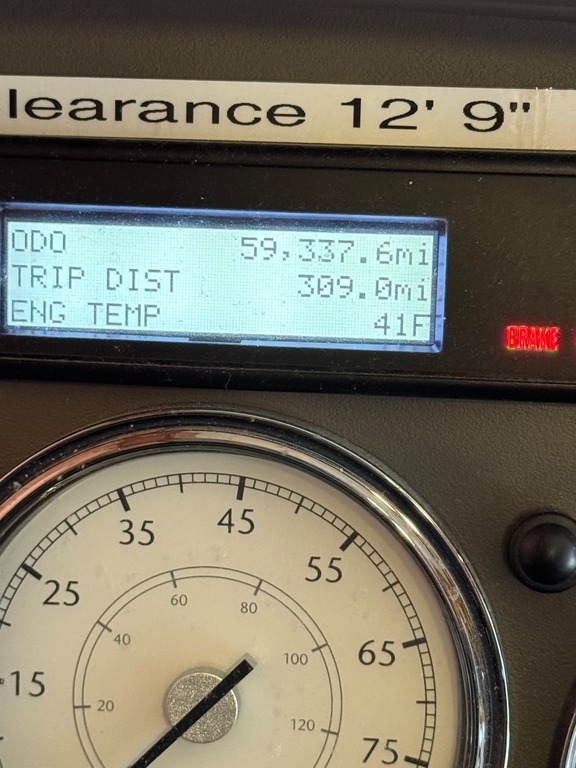 learance 12' 9"
ODO 59,337.6mi
TRIP DIST 309.0mi
ENG TEMP 41F
BRAKE
45
35
55
25
60
80
40
65
100
15
20
120
75